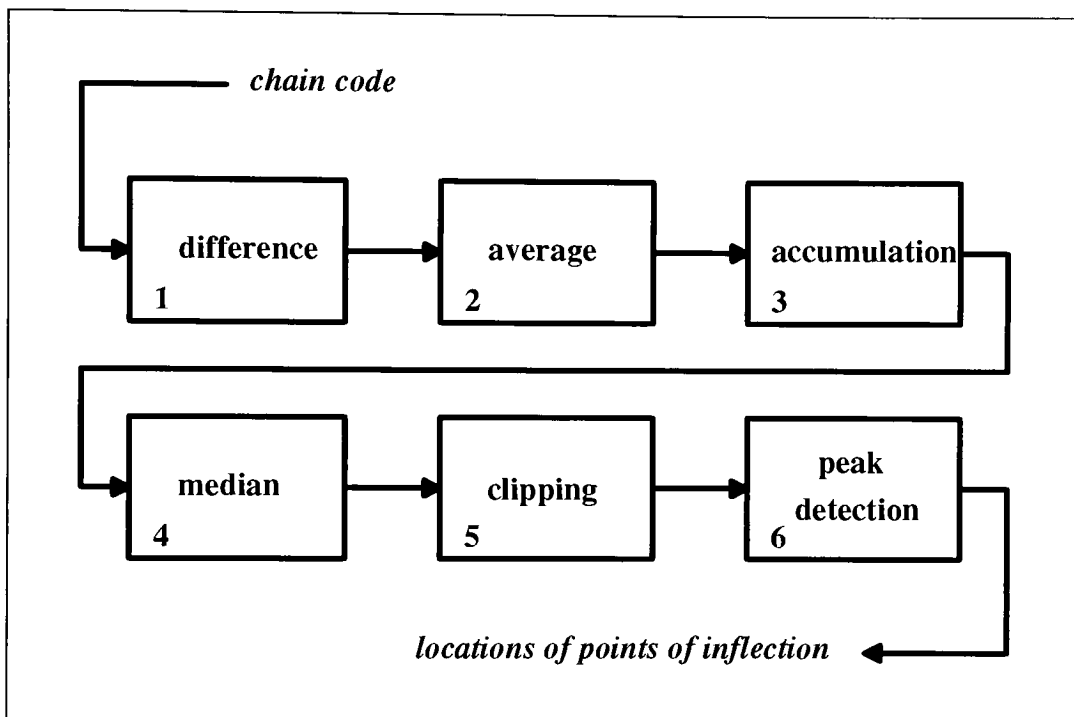 chain code
difference
1
average
2
accumulation
3
median
4
clipping
5
peak
detection
6
locations of points of inflection